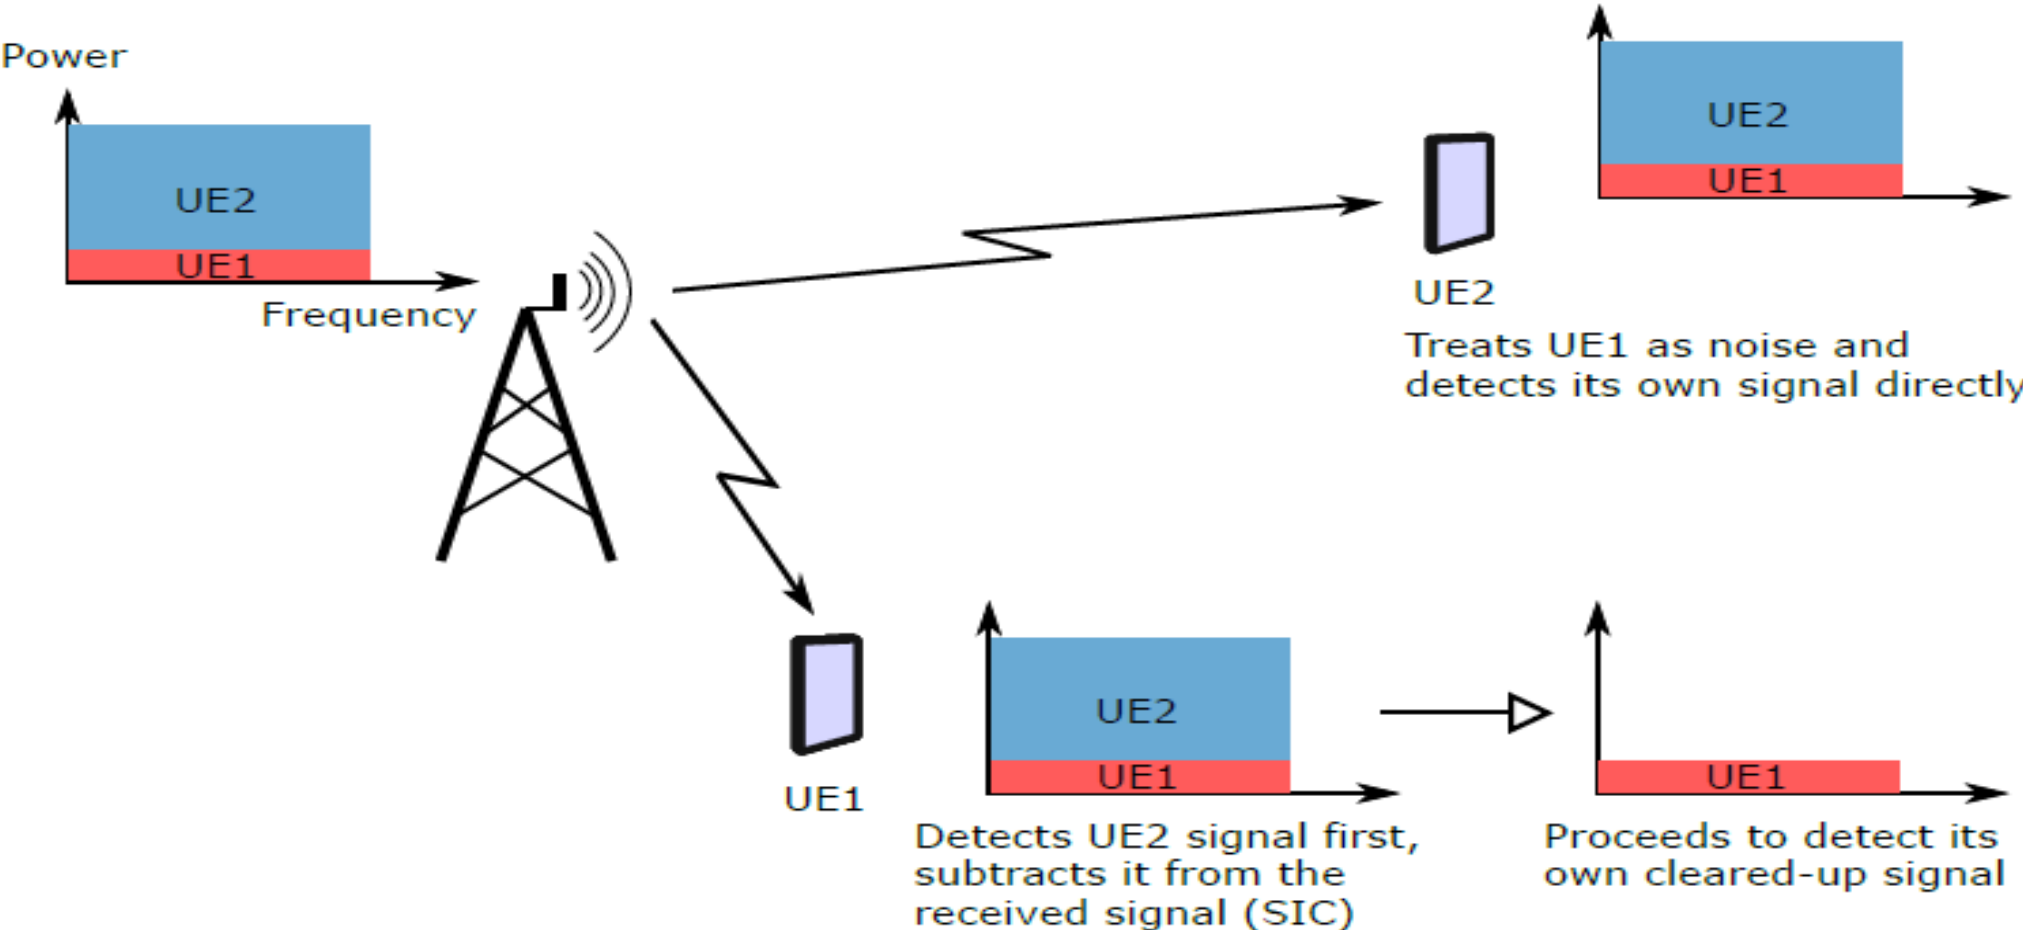 Power
UE2
UE1
Frequency
UE2
UE1
UE2
Treats UE1 as noise and
detects its own signal directly
UE1
UE2
UE1
Detects UE2 signal first,
subtracts it from the
received signal (SIC)
UE1
Proceeds to detect its
own cleared-up signal